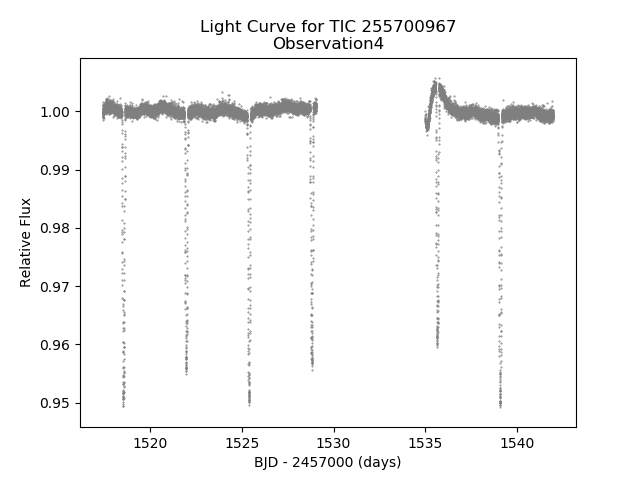 Light Curve for TIC 255700967
Observation4
1.00
0.99
0.98
0.97
0.96
0.95
Relative Flux
1520
1525
1530
1535
1540
BJD - 2457000 (days)